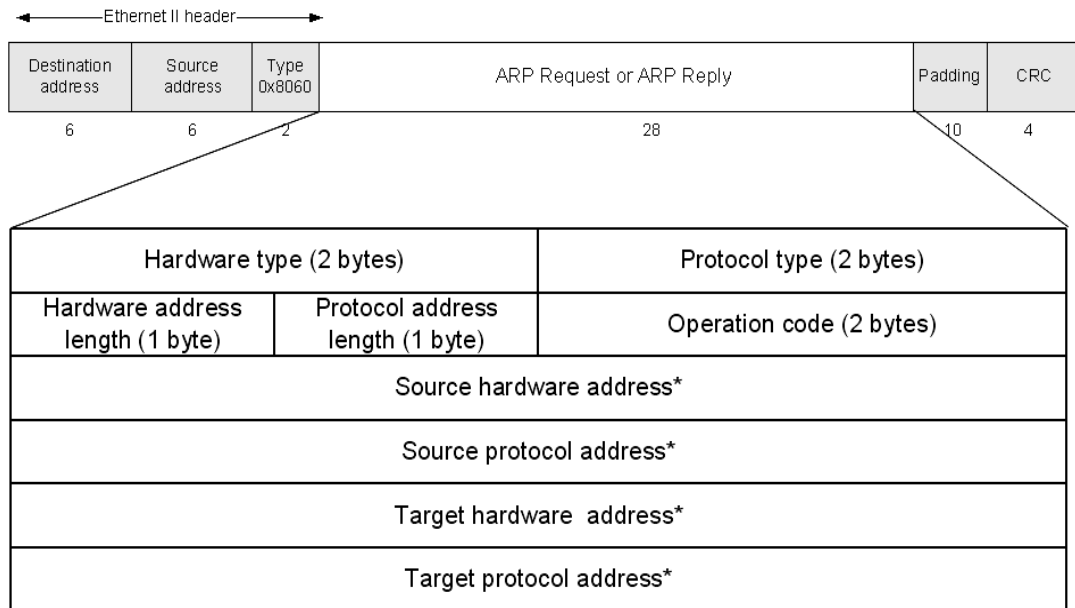 Ethernet II header
Destination
address
Source
address
Type
0x8060
ARP Request or ARP Reply
Padding
CRC
6
6
2
28
10
4
Hardware type (2 bytes)
Protocol type (2 bytes)
Hardware address
length (1 byte)
Protocol address
length (1 byte)
Operation code (2 bytes)
Source hardware address*
Source protocol address*
Target hardware address*
Target protocol address*